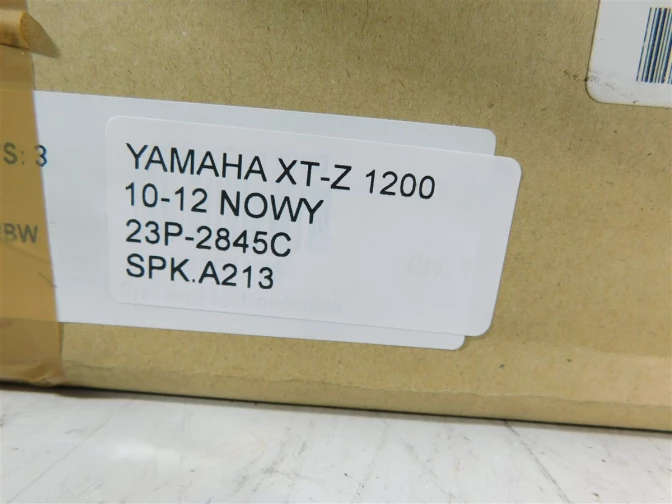 YAMAHA XT-Z 1200
10-12 NOWY
23P-2845C
SPK.A213
S: 3
BW